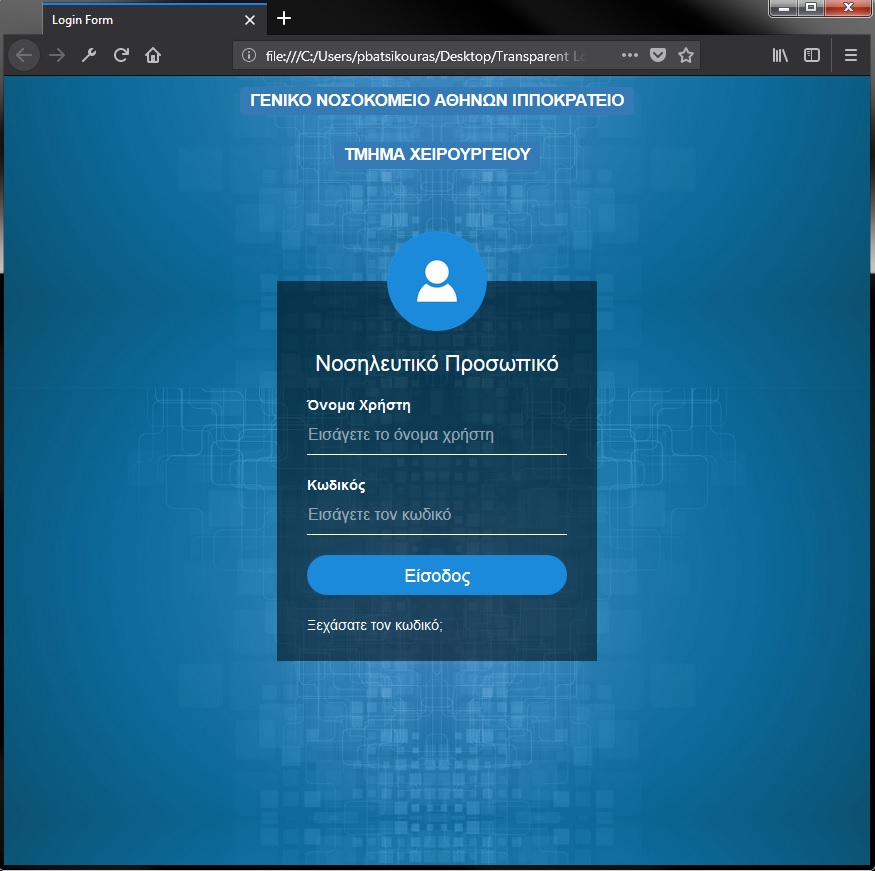 Login Form
file:///C:/Users/pbatsikouras/Desktop/Transparent
ΓΕΝΙΚΟ ΝΟΣΟΚΟΜΕΙΟ ΑΘΗΝΩΝ ΙΠΠΟΚΡΑΤΕΙΟ
ΤΜΗΜΑ ΧΕΙΡΟΥΡΓΕΙΟΥ
Νοσηλευτικό Προσωπικό
Όνομα Χρήστη
Εισάγετε το όνομα χρήστη
Κωδικός
Εισάγετε τον κωδικό
Είσοδος
Ξεχάσατε τον κωδικό;